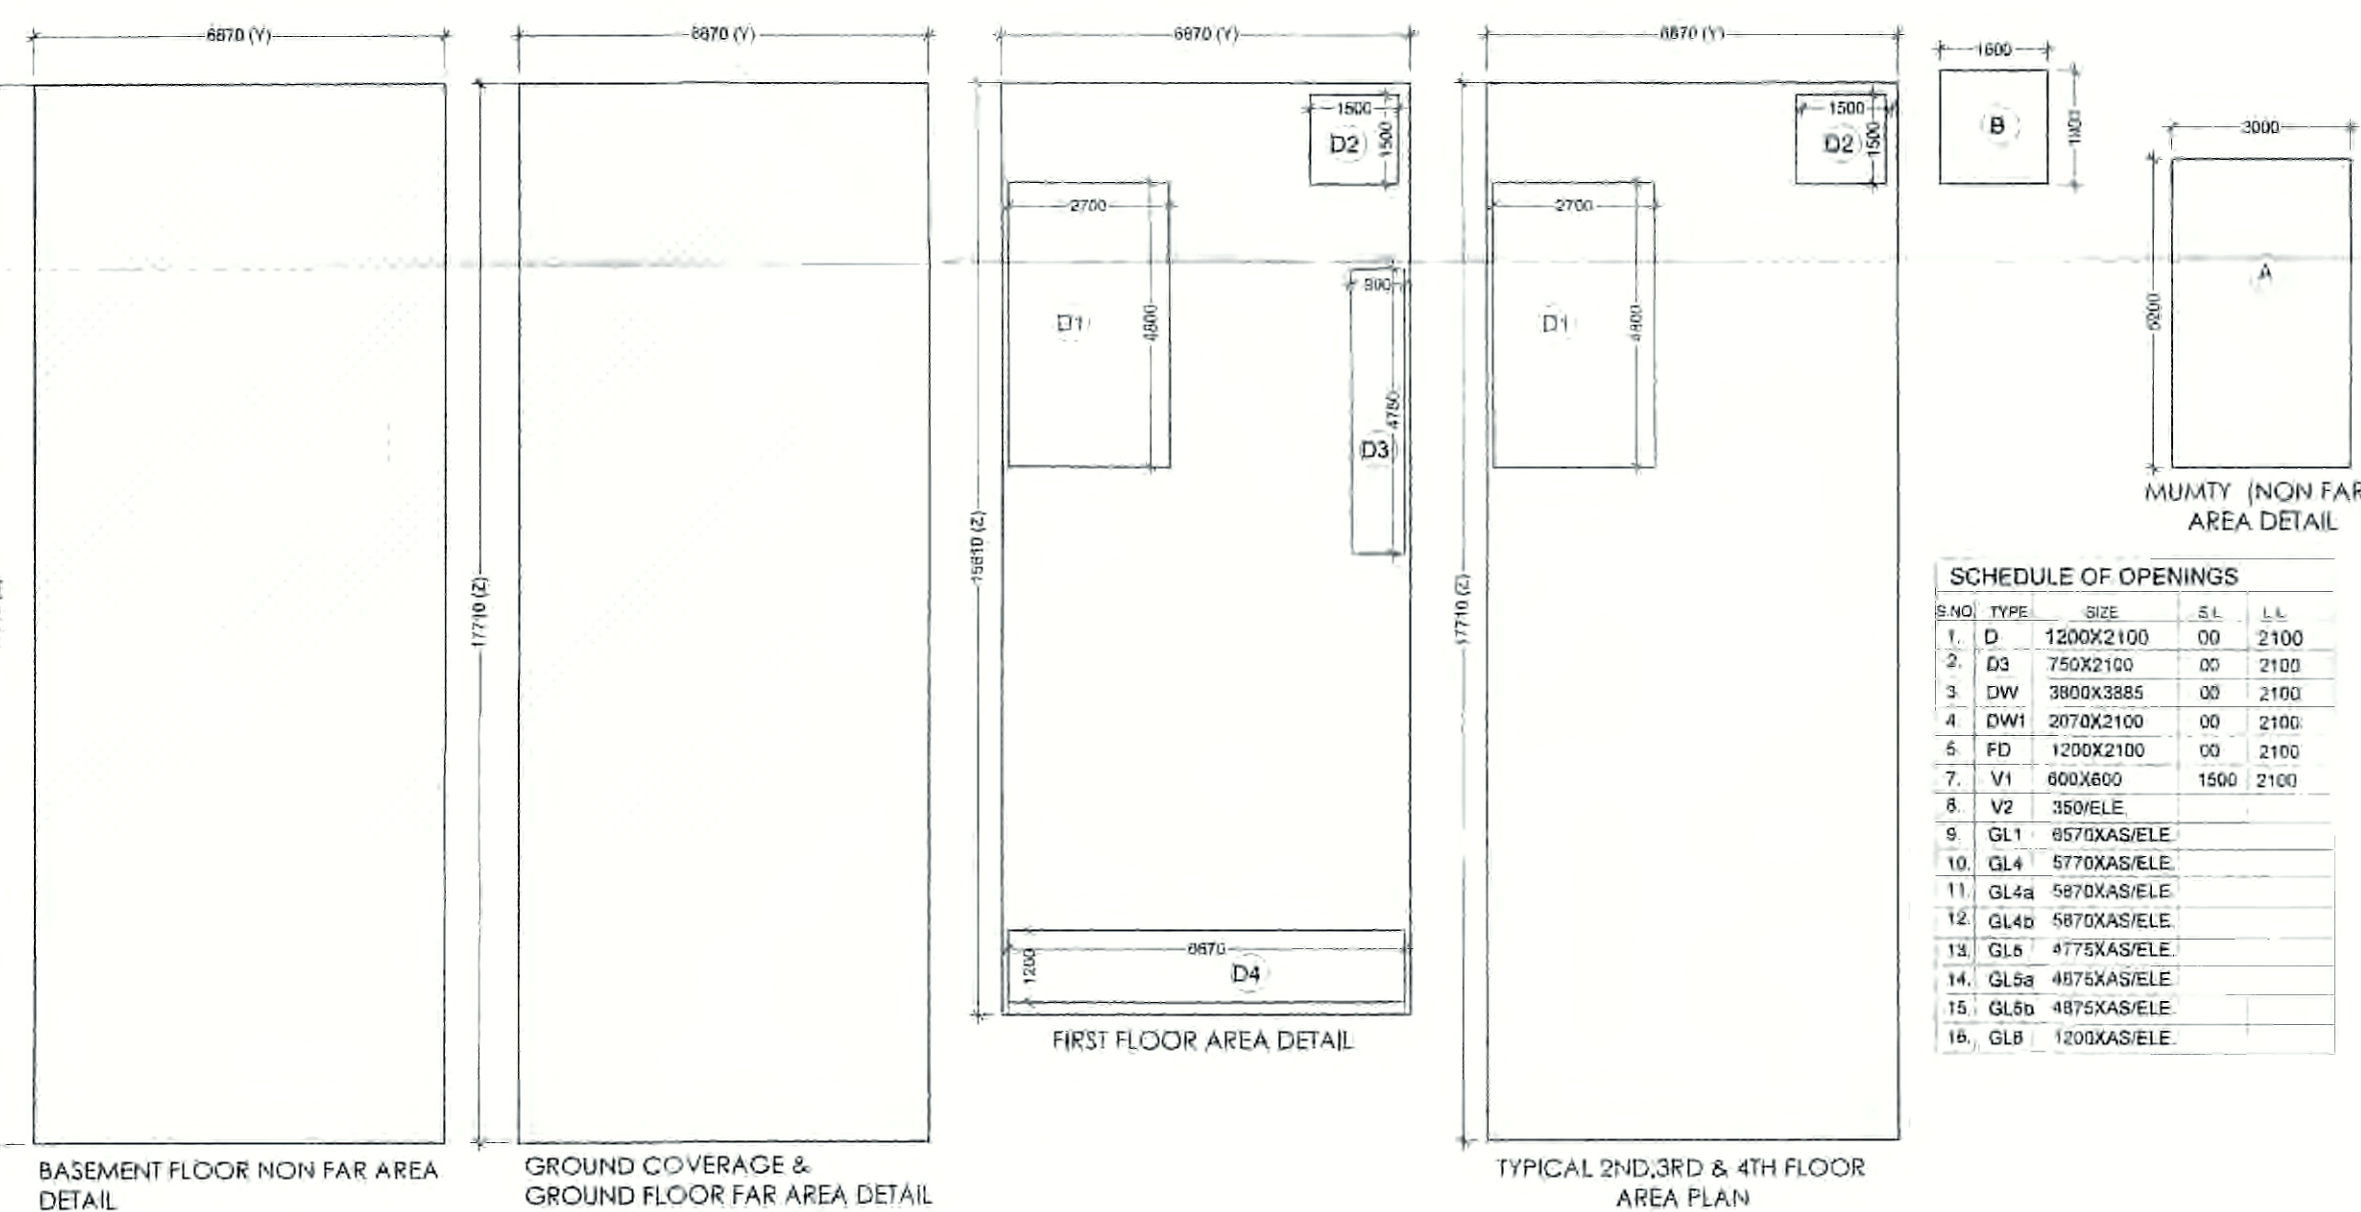 6870 (Y)
6870 (Y)
6870 (Y)
6870 (Y)
1600
B
3000
5200
A
MUMTY (NON FAR
AREA DETAIL
17710 (Z)
1500
D2
1500
2700
D1
4800
900
D3
D4
1200
6670
FIRST FLOOR AREA DETAIL
17710 (Z)
1500
D2
1500
2700
D1
4800
SCHEDULE OF OPENINGS
S.NO. TYPE SIZE S.L L.L
1. D 1200X2100 00 2100
2. D3 750X2100 00 2100
3 DW 3800X3885 00 2100
4 DW1 2070X2100 00 2100
5 FD 1200X2100 00 2100
7. V1 600X600 1500 2100
8. V2 350/ELE.
9. GL1 6570XAS/ELE.
10. GL4 5770XAS/ELE.
11. GL4a 5870XAS/ELE
12. GL4b 5870XAS/ELE
13. GL5 4775XAS/ELE.
14. GL5a 4875XAS/ELE
15. GL5b 4875XAS/ELE.
16. 1200XAS/ELE.
BASEMENT FLOOR NON FAR AREA
DETAIL
GROUND COVERAGE &
GROUND FLOOR FAR AREA DETAIL
TYPICAL 2ND,3RD & 4TH FLOOR
AREA PLAN